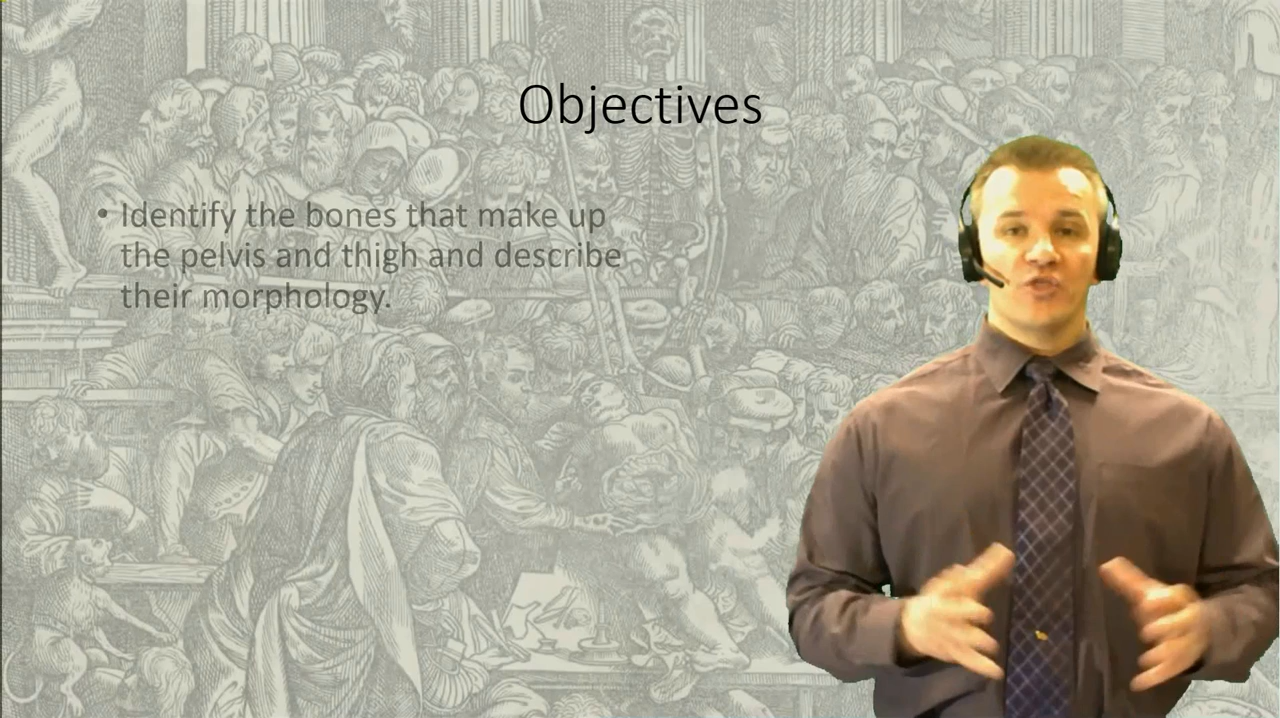 Objectives
• Identify the bones that make up
the pelvis and thigh and describe
their morphology.